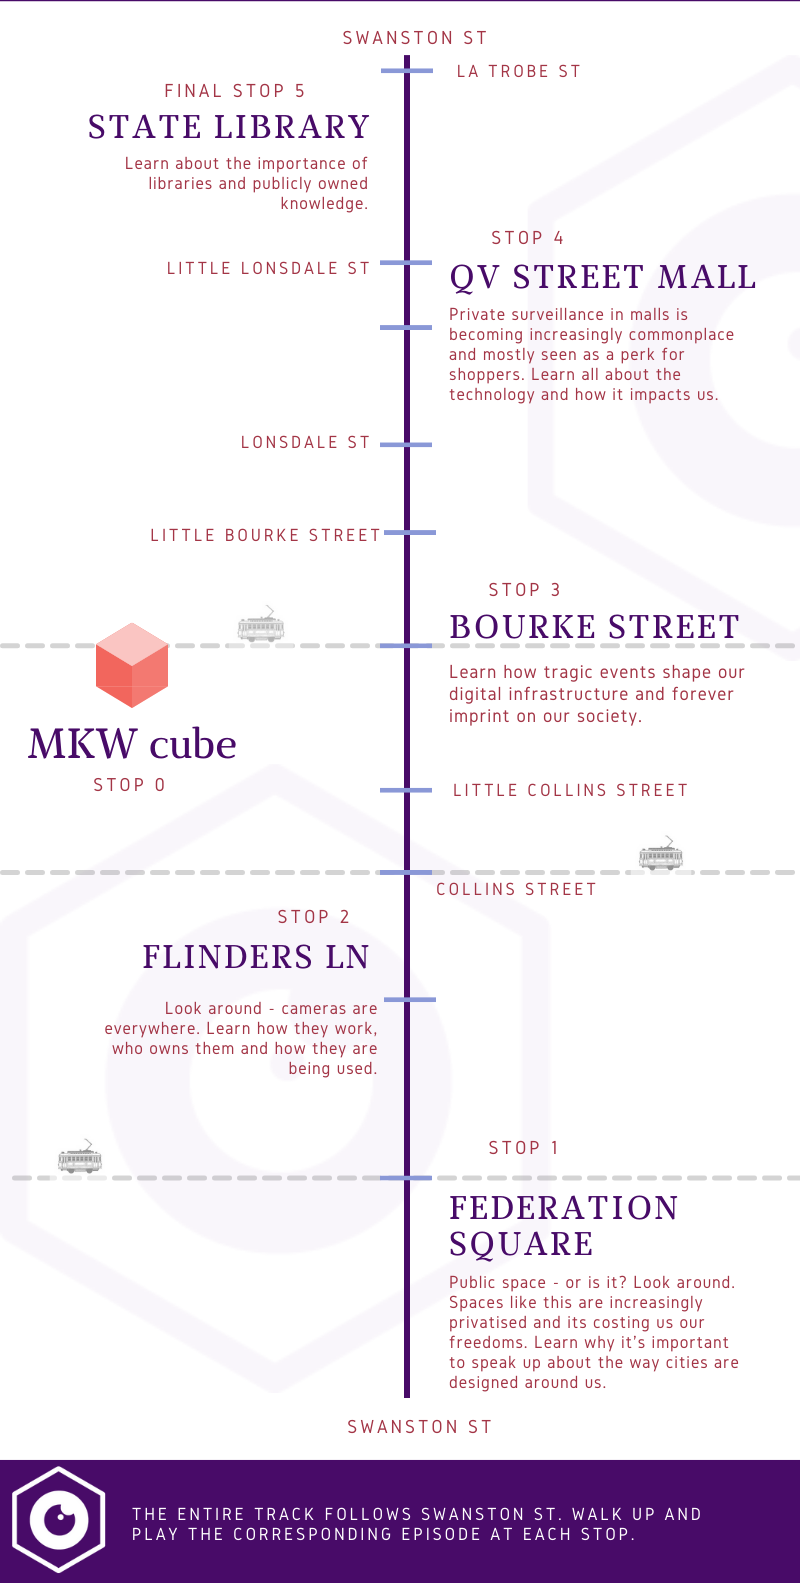 SWANSTON ST
LA TROBE ST
FINAL STOP 5
STATE LIBRARY
Learn about the importance of
libraries and publicly owned
knowledge.
STOP 4
LITTLE LONSDALE ST
QV STREET MALL
Private surveillance in malls is
becoming increasingly commonplace
and mostly seen as a perk for
shoppers. Learn all about the
technology and how it impacts us.
LONSDALE ST
LITTLE BOURKE STREET
STOP 3
BOURKE STREET
Learn how tragic events shape our
digital infrastructure and forever
imprint on our society.
MKW cube
STOP 0
LITTLE COLLINS STREET
COLLINS STREET
STOP 2
FLINDERS LN
Look around - cameras are
everywhere. Learn how they work,
who owns them and how they are
being used.
STOP 1
FEDERATION
SQUARE
Public space - or is it? Look around.
Spaces like this are increasingly
privatised and its costing us our
freedoms. Learn why it's important
to speak up about the way cities are
designed around us.
SWANSTON ST
THE ENTIRE TRACK FOLLOWS SWANSTON ST. WALK UP AND
PLAY THE CORRESPONDING EPISODE AT EACH STOP.